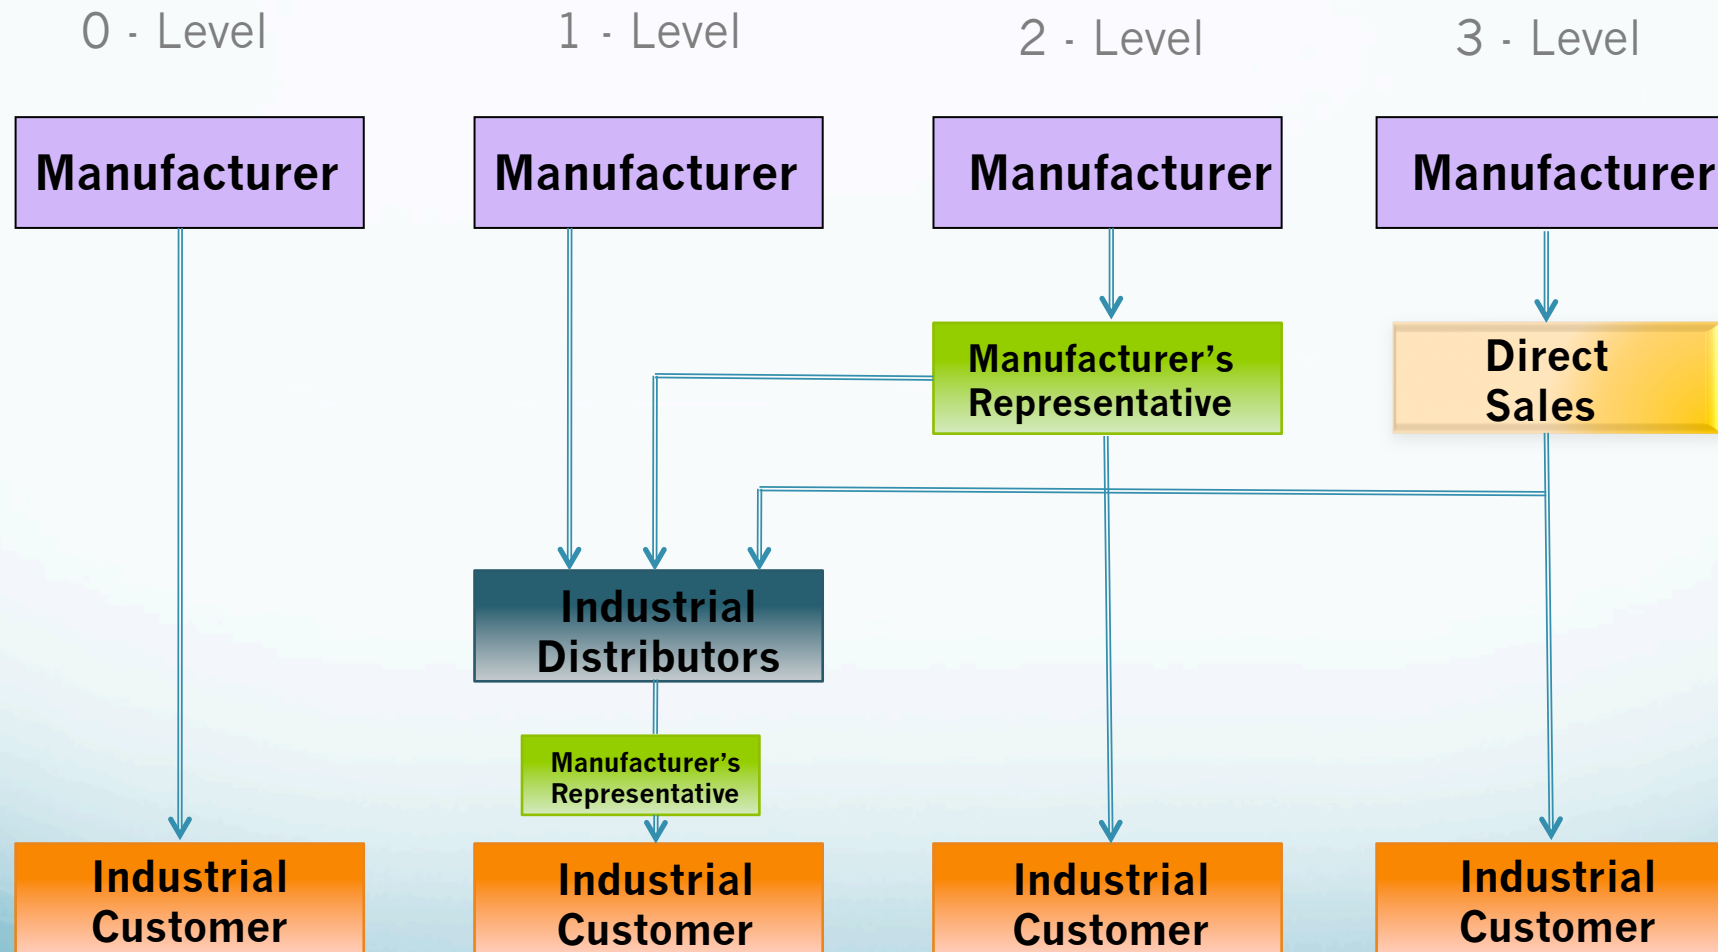 0 - Level
1 - Level
2 - Level
3 - Level
Manufacturer
Manufacturer
Manufacturer
Manufacturer
Manufacturer’s
Representative
Direct
Sales
Industrial
Distributors
Manufacturer’s
Representative
Industrial
Customer
Industrial
Customer
Industrial
Customer
Industrial
Customer